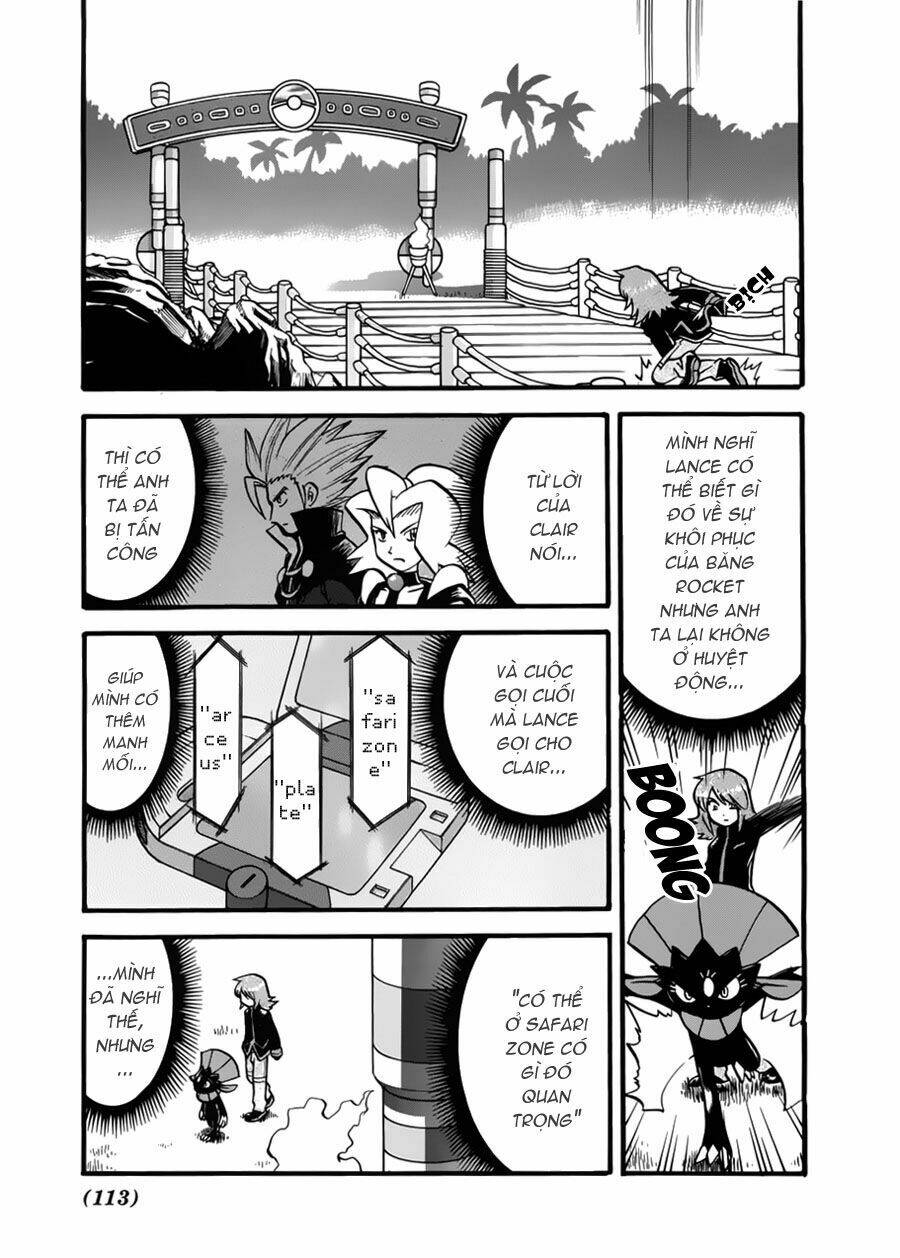 BỊCH
MÌNH NGHĨ
LANCE CÓ
THỂ BIẾT GÌ
ĐÓ VỀ SỰ
KHÔI PHỤC
CỦA BĂNG
ROCKET
NHƯNG ANH
TA LẠI KHÔNG
Ở HUYỆT
ĐỘNG...
BOONG
TỪ LỜI
CỦA
CLAIR
NÓI...
THÌ CÓ
THỂ ANH
TA ĐÃ
BỊ TẤN
CÔNG
VÀ CUỘC
GỌI CUỐI
MÀ LANCE
GỌI CHO
CLAIR...
"sa
fari
zon
e"
"pla
te"
"ar
ce
us"
GIÚP
MÌNH CÓ
THÊM
MANH
MỐI...
"CÓ THỂ
Ở SAFARI
ZONE CÓ
GÌ ĐÓ
QUAN
TRỌNG"
...MÌNH
ĐÃ NGHĨ
THẾ,
NHƯNG
...
(113)